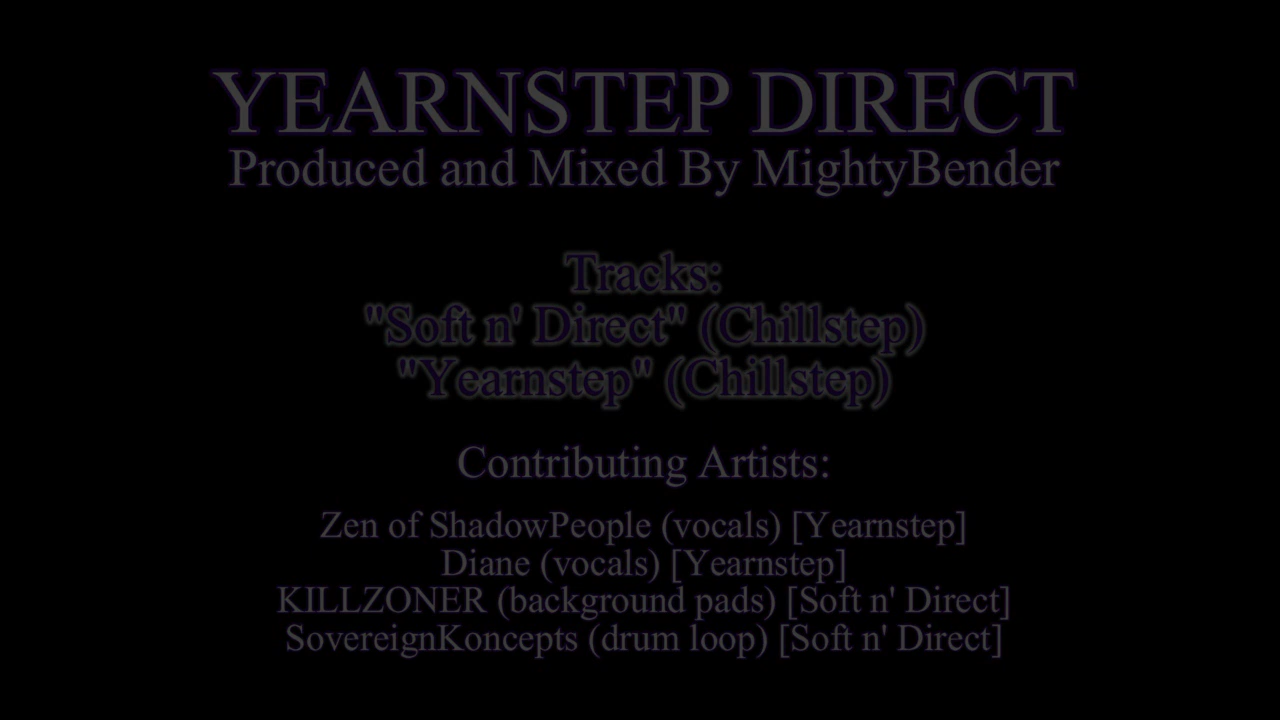 YEARNSTEP DIRECT
Produced and Mixed By MightyBender
Tracks:
"Soft n' Direct" (Chillstep)
"Yearnstep" (Chillstep)
Contributing Artists:
Zen of ShadowPeople (vocals) [Yearnstep]
Diane (vocals) [Yearnstep]
KILLZONER (background pads) [Soft n' Direct]
SovereignKoncepts (drum loop) [Soft n' Direct]